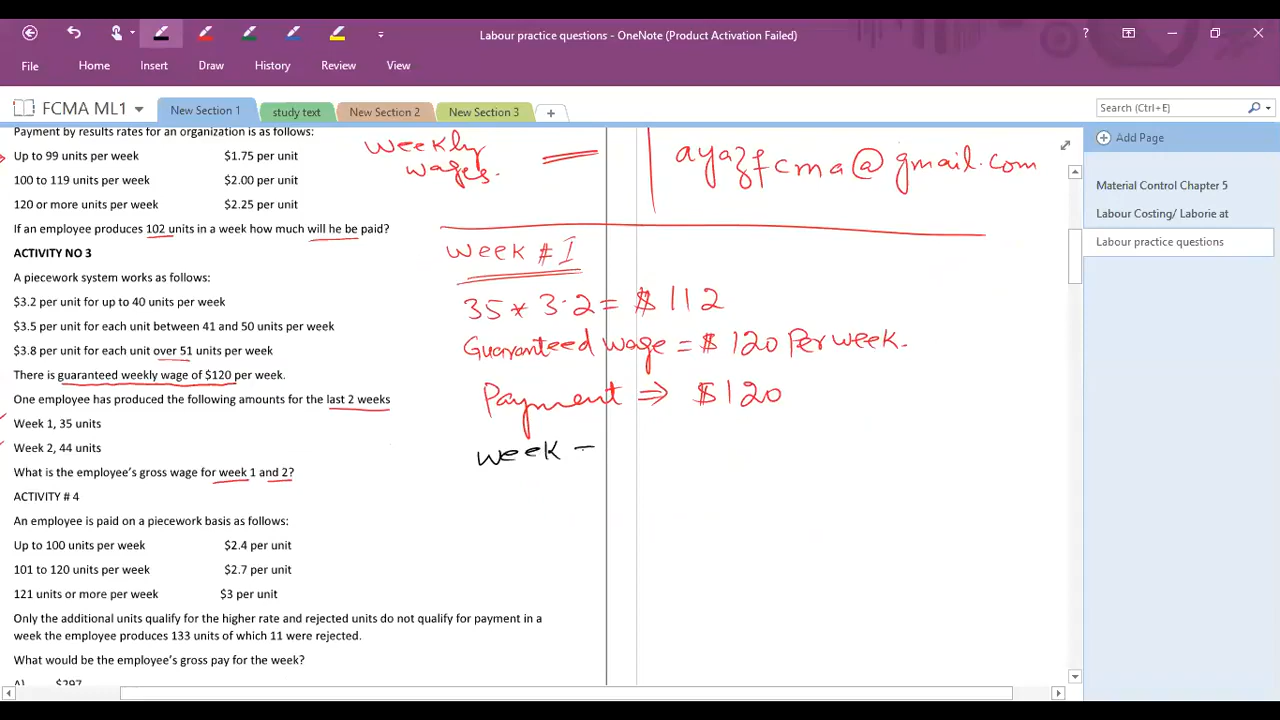 Labour practice questions - OneNote (Product Activation Failed)
?
File
Home
Insert
Draw
History
Review
View
FCMA ML1
New Section 1
study text
New Section 2
New Section 3
Search (Ctrl+E)
Payment by results rates for an organization is as follows:
Up to 99 units per week $1.75 per unit
100 to 119 units per week $2.00 per unit
120 or more units per week $2.25 per unit
If an employee produces 102 units in a week how much will he be paid?
ACTIVITY NO 3
A piecework system works as follows:
$3.2 per unit for up to 40 units per week
$3.5 per unit for each unit between 41 and 50 units per week
$3.8 per unit for each unit over 51 units per week
There is guaranteed weekly wage of $120 per week.
One employee has produced the following amounts for the last 2 weeks
Week 1, 35 units
Week 2, 44 units
What is the employee's gross wage for week 1 and 2?
ACTIVITY # 4
An employee is paid on a piecework basis as follows:
Up to 100 units per week $2.4 per unit
101 to 120 units per week $2.7 per unit
121 units or more per week $3 per unit
Only the additional units qualify for the higher rate and rejected units do not qualify for payment in a
week the employee produces 133 units of which 11 were rejected.
What would be the employee's gross pay for the week?
A) $297
Weekly
wages.
ayazfcma@gmail.com
Week # I
35 * 3.2 = $ 112
Guaranteed wage = $ 120 Per week.
Payment ⇒ $120
Week -
Add Page
Material Control Chapter 5
Labour Costing/ Laborie at
Labour practice questions